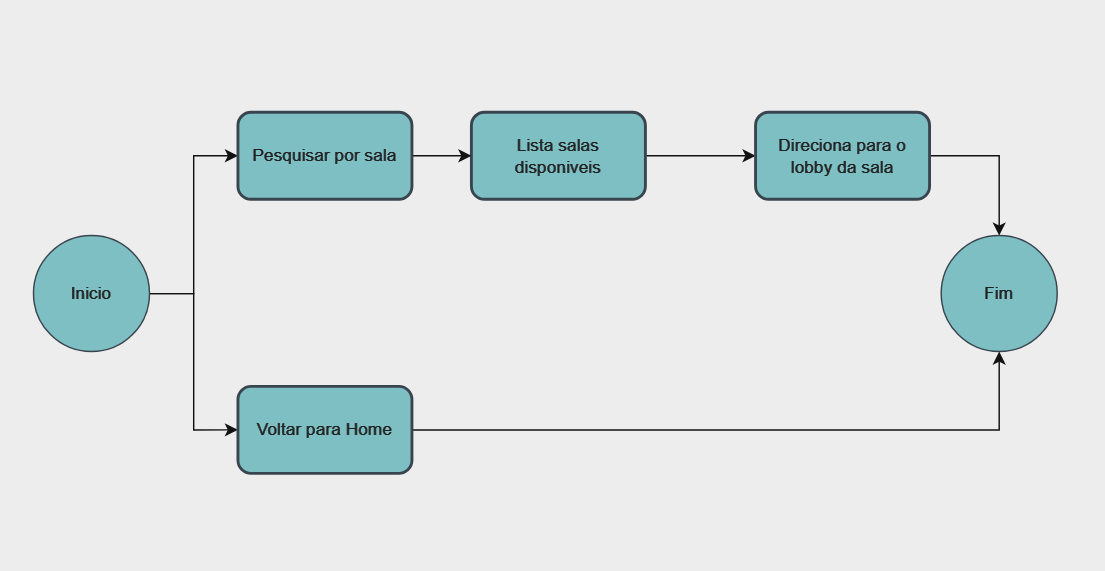 Pesquisar por sala
Lista salas
disponiveis
Direciona para o
lobby da sala
Inicio
Fim
Voltar para Home